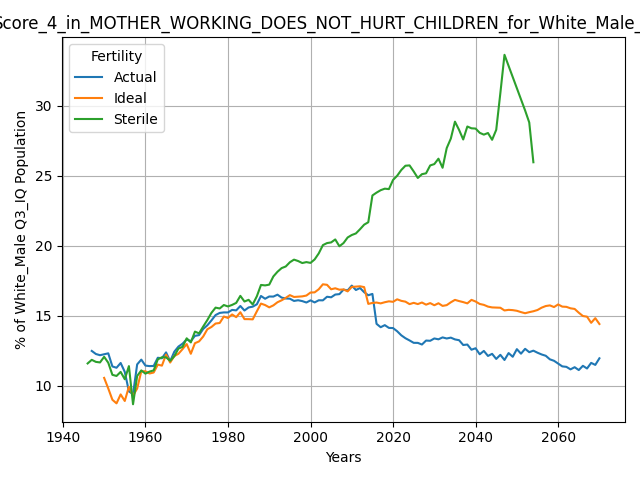 Score_4_in_MOTHER_WORKING_DOES_NOT_HURT_CHILDREN_for_White_Male_
Fertility
Actual
Ideal
Sterile
% of White_Male Q3_IQ Population
30
25
20
15
10
1940
1960
1980
2000
2020
2040
2060
Years